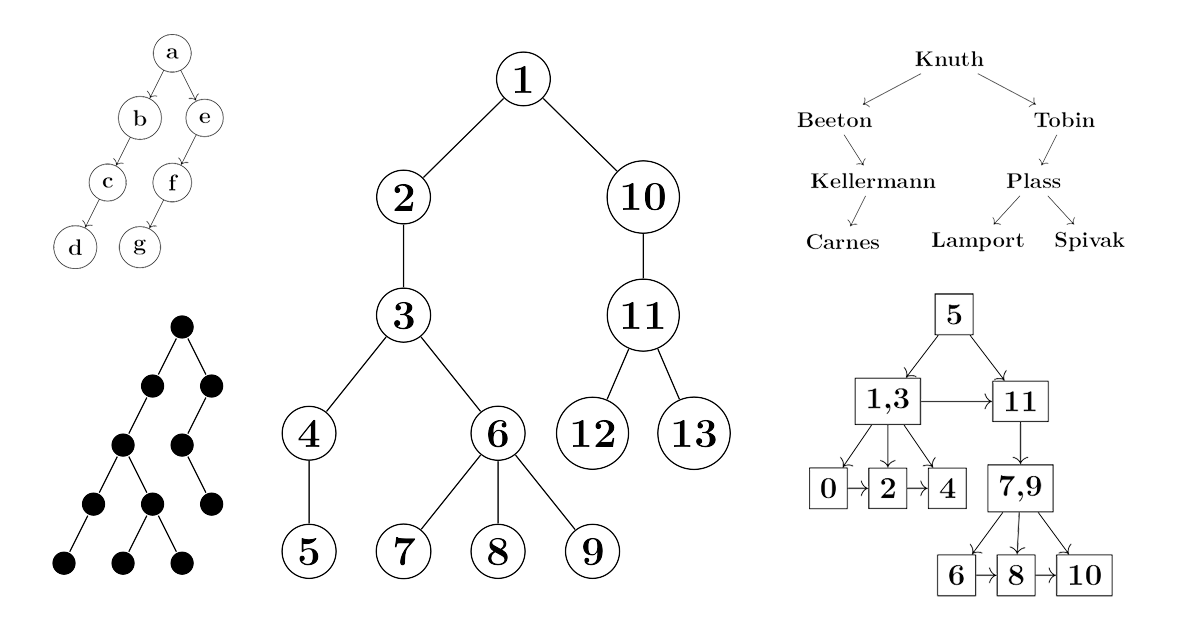 a
b e
c f
d g
1
2 10
3 11
4 6 12 13
5 7 8 9
Knuth
Beeton Tobin
Kellermann Plass
Carnes Lamport Spivak
5
1,3 11
0 2 4 7,9
6 8 10